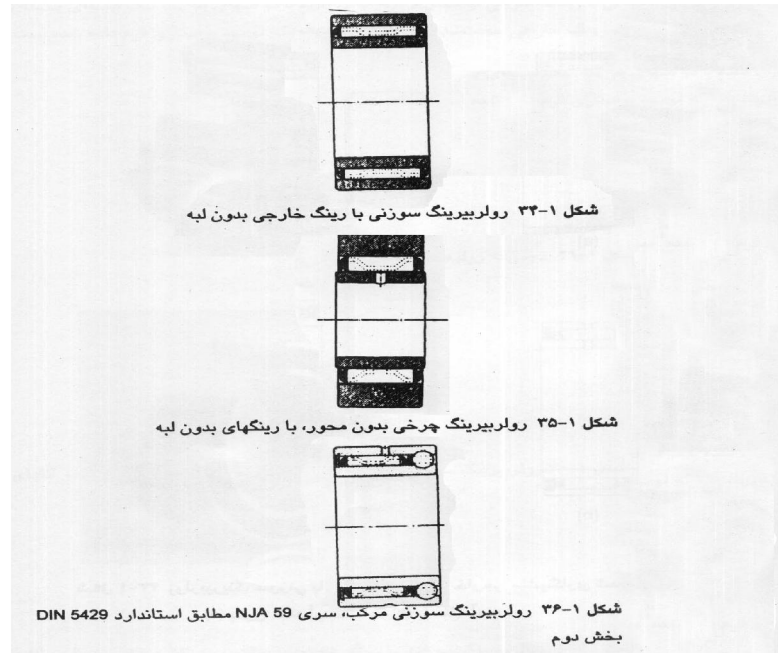 شکل ۱-۳۴ رولربیرینگ سوزنی با رینگ خارجی بدون لبه
شکل ۱-۳۵ رولربیرینگ چرخی بدون محور، با رینگهای بدون لبه
شکل ۱-۳۶ رولربیرینگ سوزنی مرکب، سری NJA 59 مطابق استاندارد DIN 5429
بخش دوم